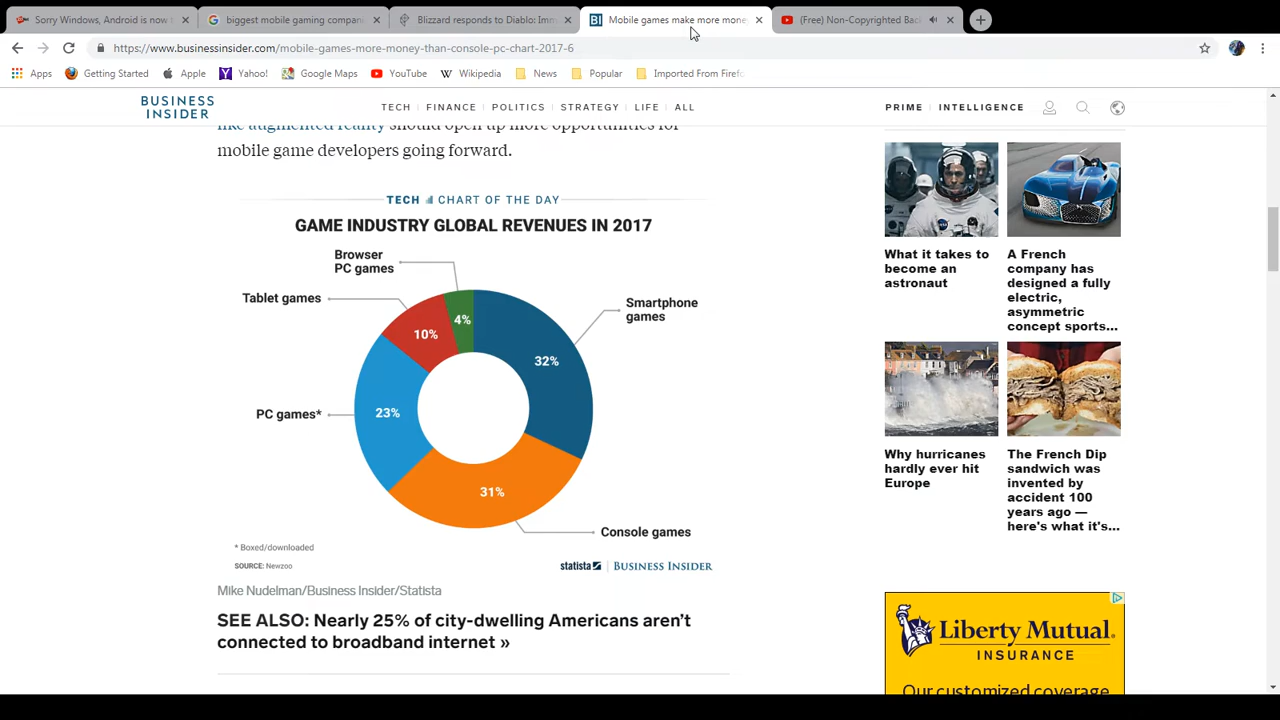 Sorry Windows, Android is now t
biggest mobile gaming compani
Blizzard responds to Diablo: Imm
BI
Mobile games make more mone
(Free) Non-Copyrighted Bac
https://www.businessinsider.com/mobile-games-more-money-than-console-pc-chart-2017-6
Apps
Getting Started
Apple
Yahoo!
Google Maps
YouTube
W Wikipedia
News
Popular
Imported From Firefo
BUSINESS
INSIDER
TECH FINANCE POLITICS STRATEGY LIFE ALL
PRIME INTELLIGENCE
like augmented reality should open up more opportunities for
mobile game developers going forward.
TECH CHART OF THE DAY
GAME INDUSTRY GLOBAL REVENUES IN 2017
Browser
PC games
Tablet games
Smartphone
games
4%
10%
32%
PC games*
23%
31%
Console games
* Boxed/downloaded
SOURCE: Newzoo
statista BUSINESS INSIDER
Mike Nudelman/Business Insider/Statista
SEE ALSO: Nearly 25% of city-dwelling Americans aren't
connected to broadband internet »
What it takes to
become an
astronaut
A French
company has
designed a fully
electric,
asymmetric
concept sports...
Why hurricanes
hardly ever hit
Europe
The French Dip
sandwich was
invented by
accident 100
years ago —
here's what it's...
Liberty Mutual.
INSURANCE
Our customized coverage